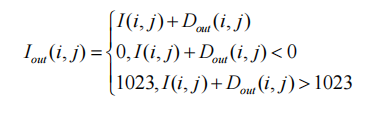 I(i, j) + D_out(i, j)
I_out(i, j) = { 0, I(i, j) + D_out(i, j) < 0
1023, I(i, j) + D_out(i, j) > 1023